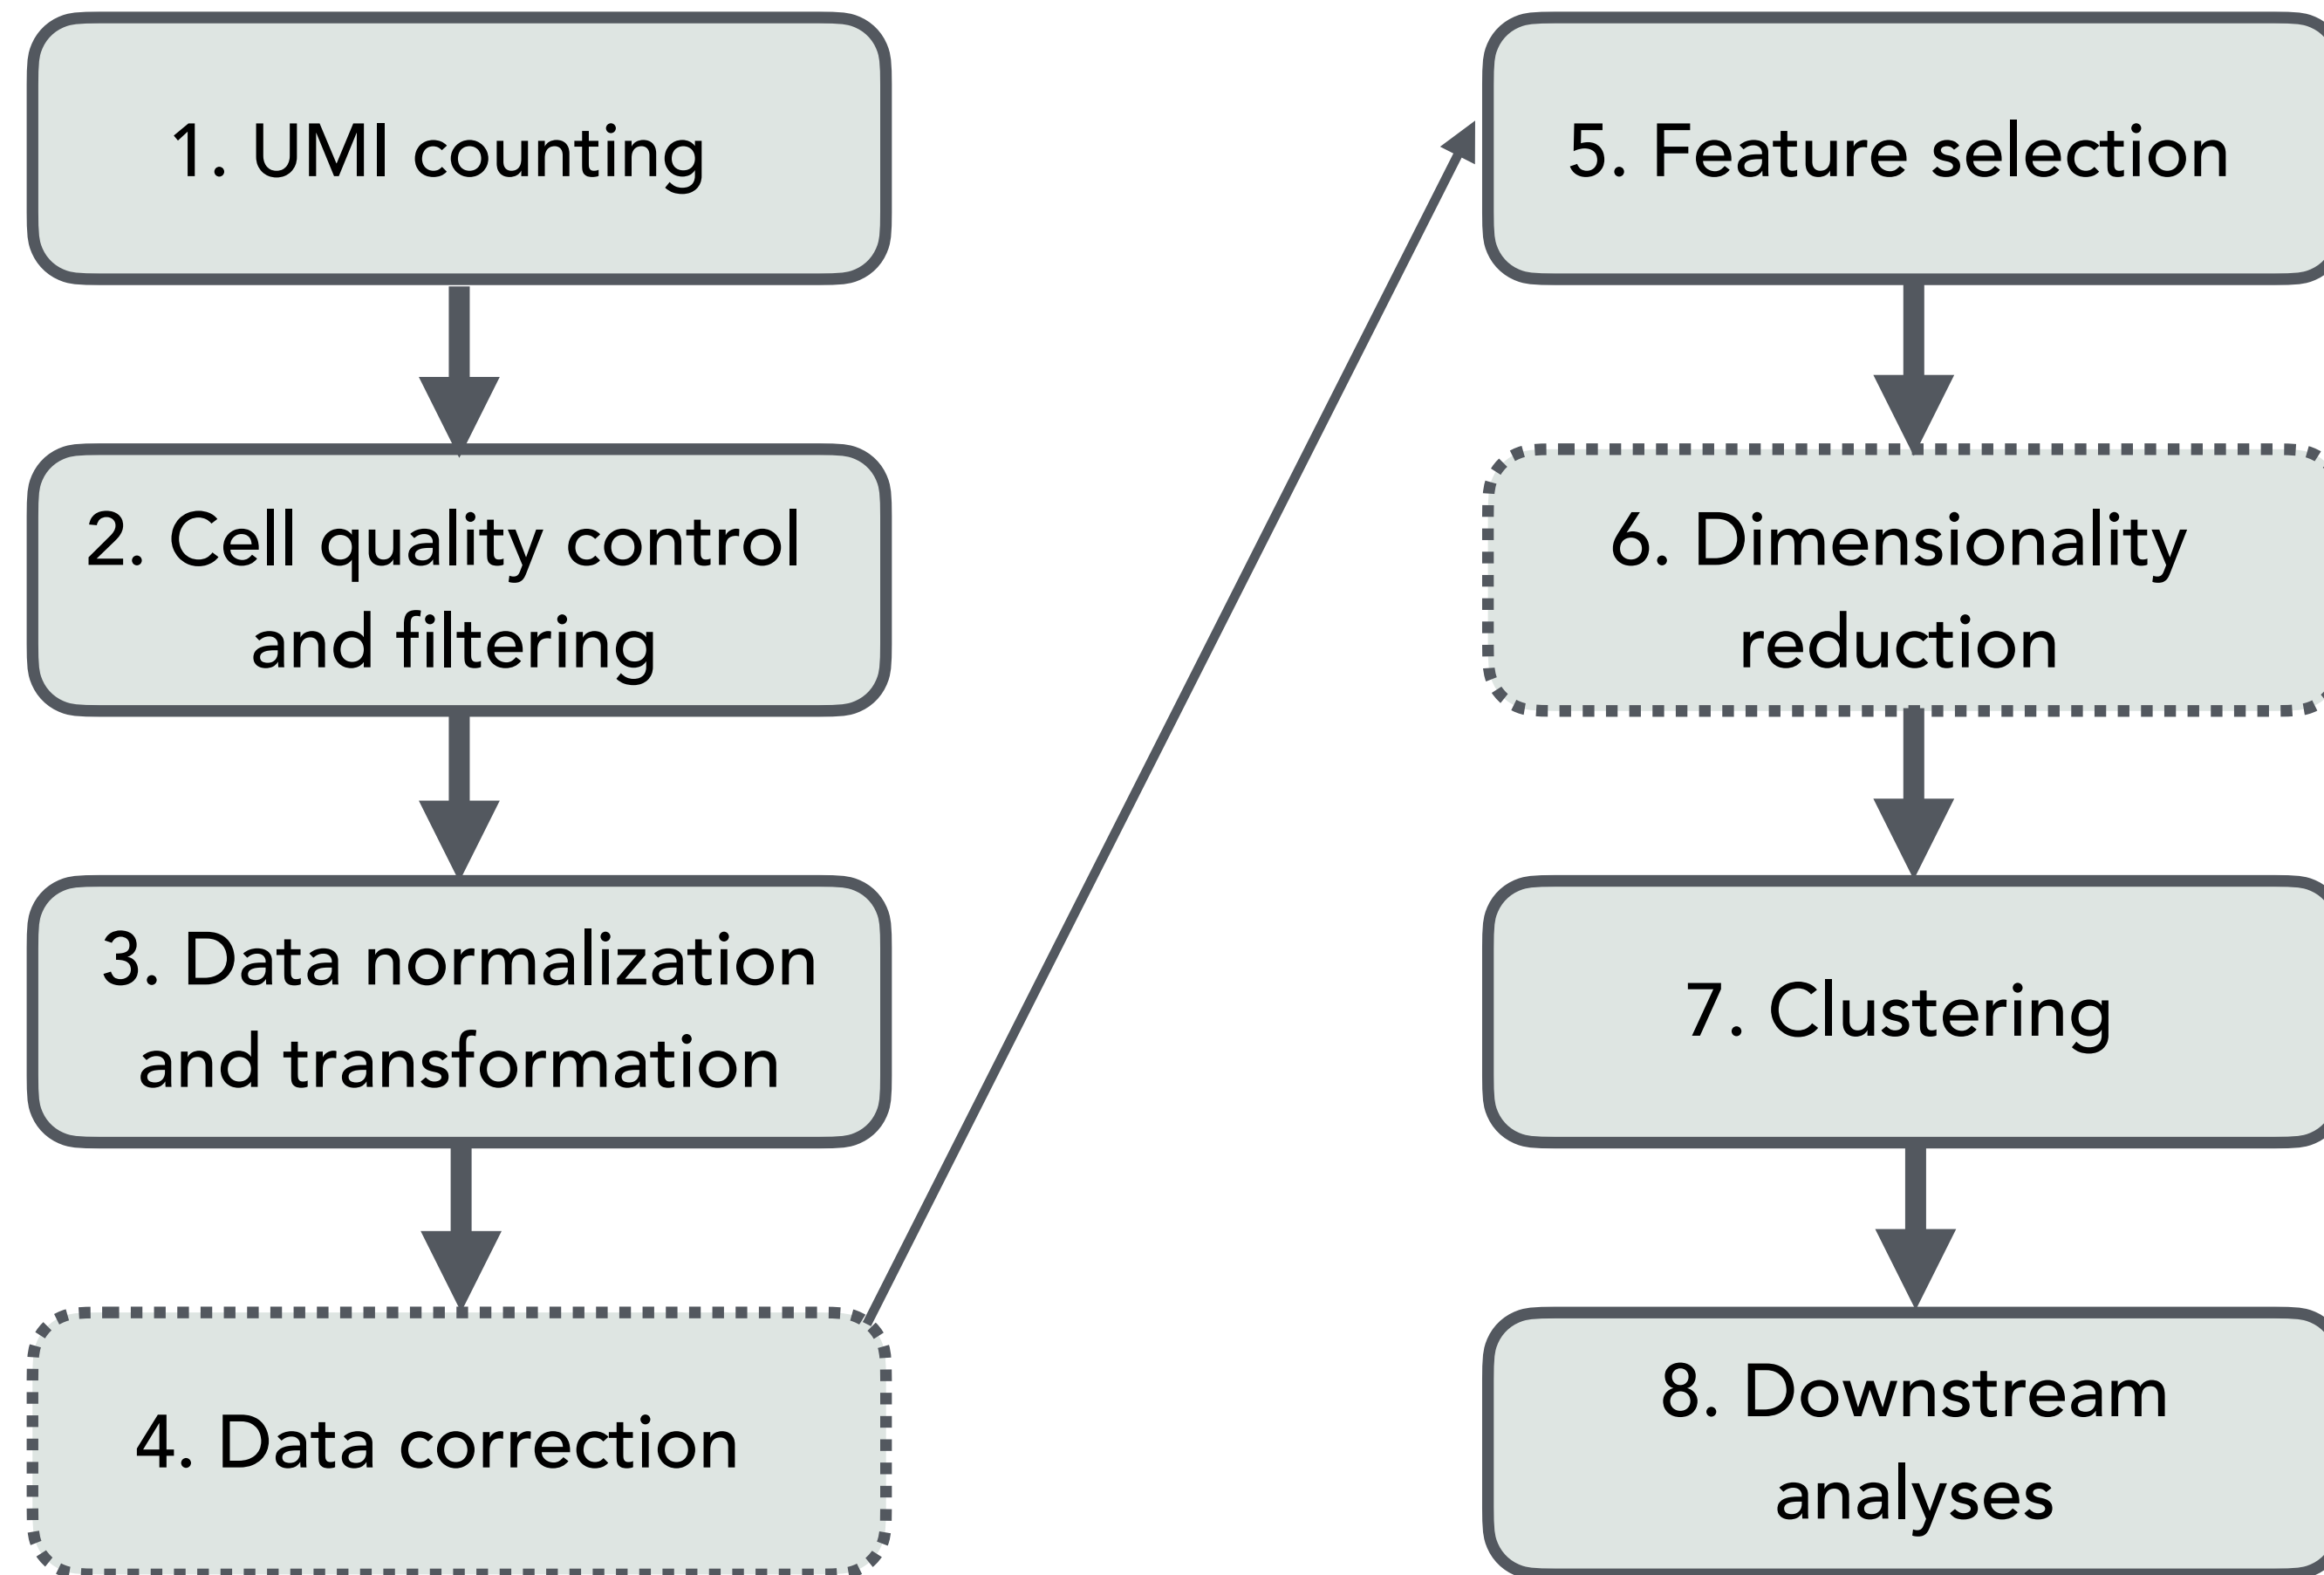 1. UMI counting
2. Cell quality control
and filtering
3. Data normalization
and transformation
4. Data correction
5. Feature selection
6. Dimensionality
reduction
7. Clustering
8. Downstream
analyses